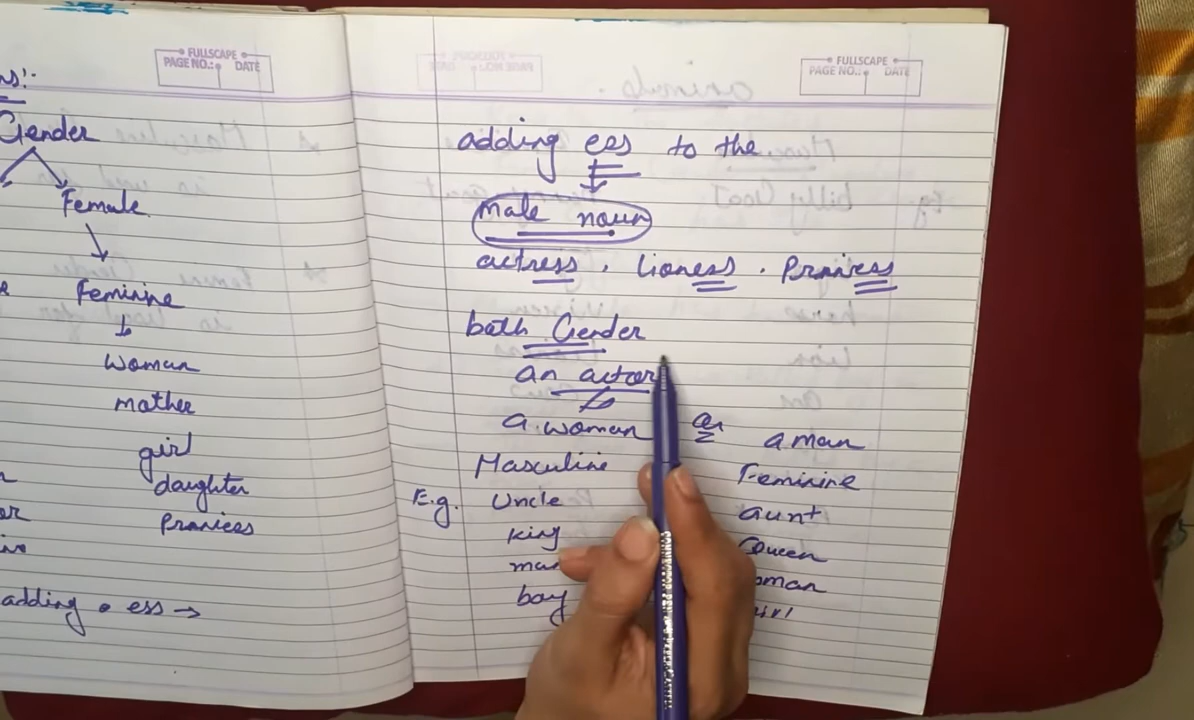 FULLSCAPE
PAGE NO.: DATE
Gender
Female
Feminine
woman
mother
girl
daughter
adding ess →
FULLSCAPE
PAGE NO.: DATE
adding ess to the
male noun
actress, lioness,
both Gender
an actor
a woman or a man
Masculine Feminine
E.g. Uncle aunt
king Queen
boy